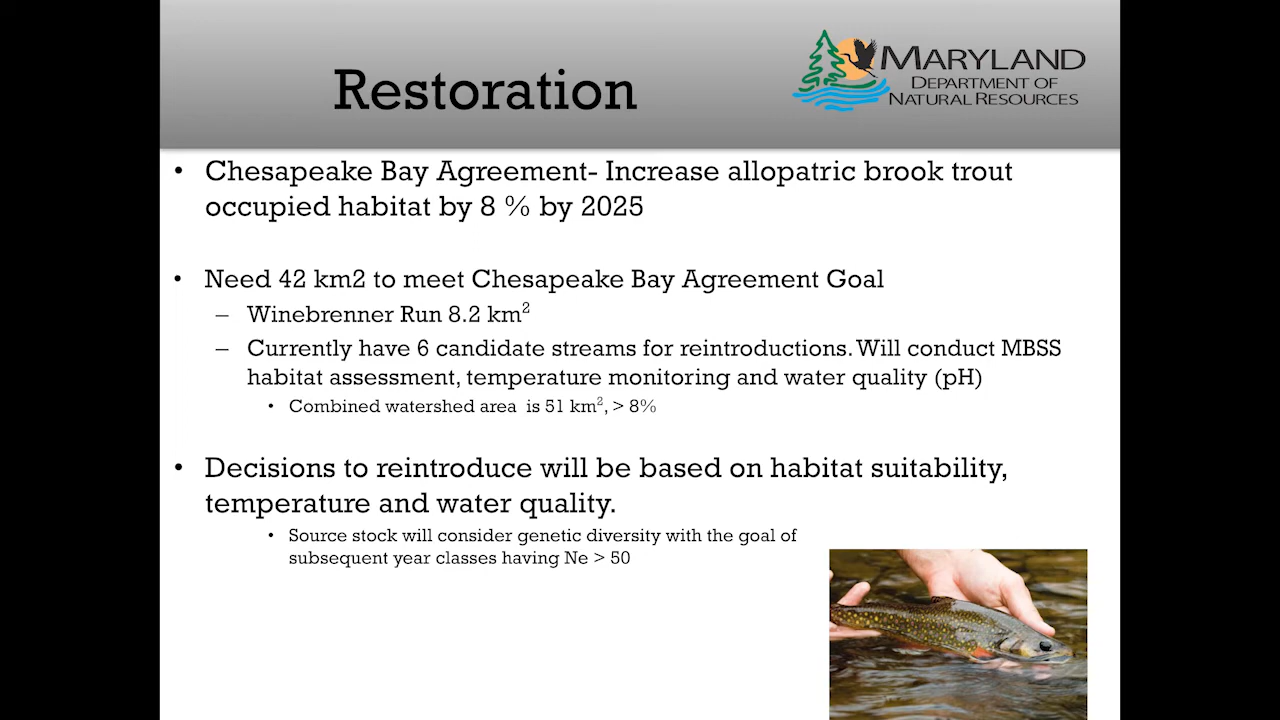 Restoration
MARYLAND
DEPARTMENT OF
NATURAL RESOURCES
• Chesapeake Bay Agreement- Increase allopatric brook trout
occupied habitat by 8 % by 2025
• Need 42 km2 to meet Chesapeake Bay Agreement Goal
– Winebrenner Run 8.2 km²
– Currently have 6 candidate streams for reintroductions. Will conduct MBSS
habitat assessment, temperature monitoring and water quality (pH)
• Combined watershed area is 51 km², > 8%
• Decisions to reintroduce will be based on habitat suitability,
temperature and water quality.
• Source stock will consider genetic diversity with the goal of
subsequent year classes having Ne > 50